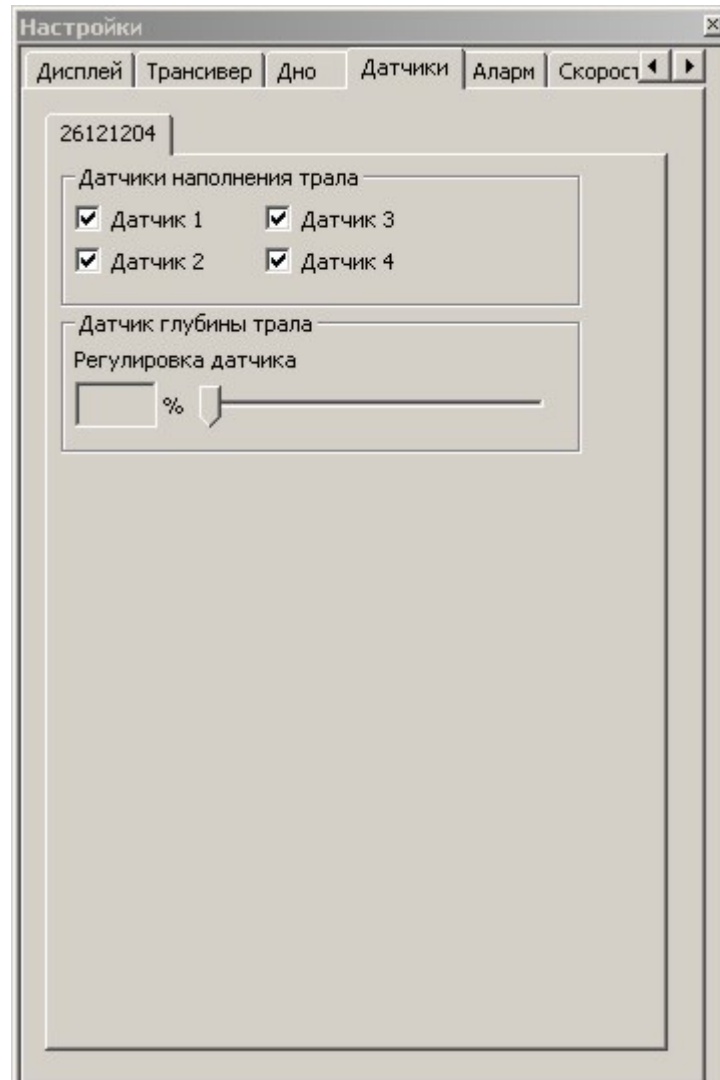 Настройки
Дисплей Трансивер Дно Датчики Аларм Скорост
26121204
Датчики наполнения трала
Датчик 1 Датчик 3
Датчик 2 Датчик 4
Датчик глубины трала
Регулировка датчика
%